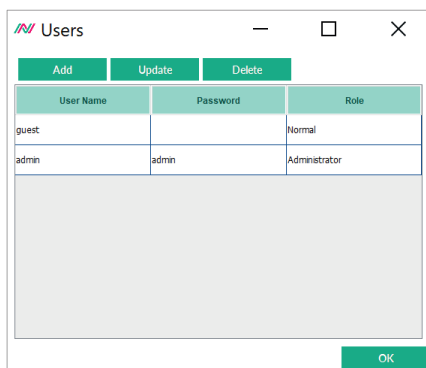 Users
Add Update Delete
User Name Password Role
guest Normal
admin admin Administrator
OK